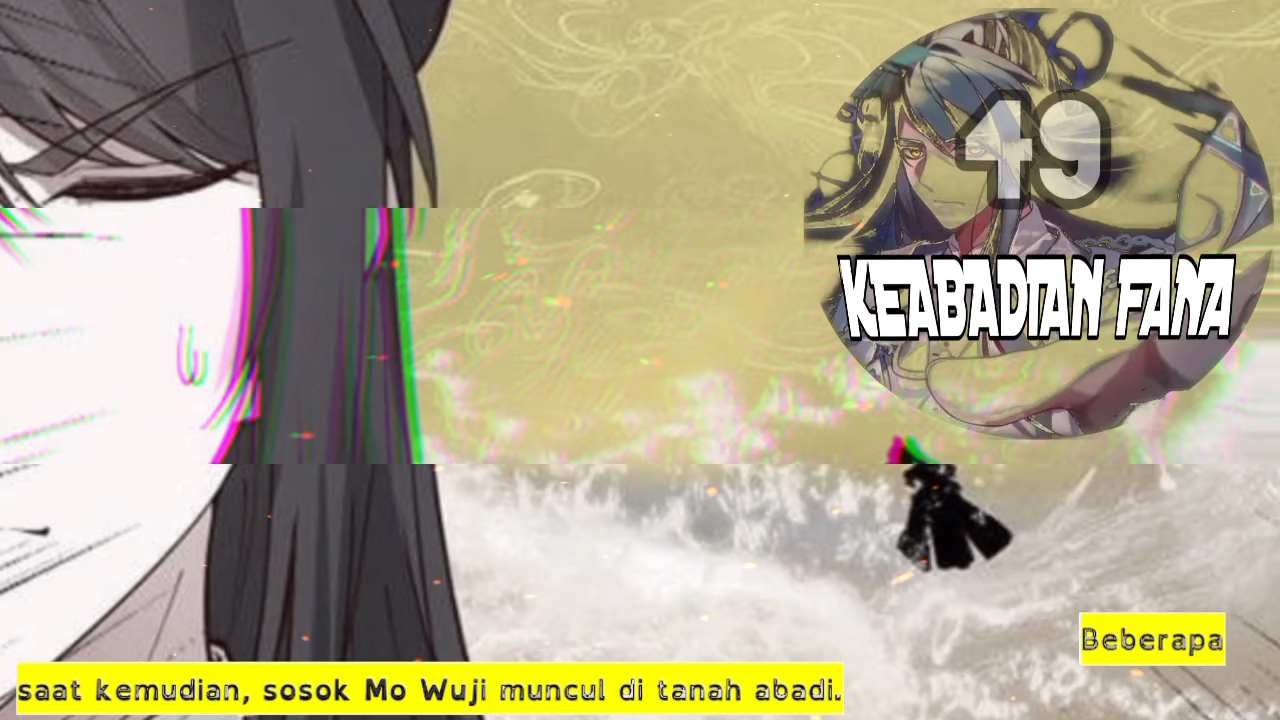 49
KEABADIAN FANA
Beberapa
saat kemudian, sosok Mo Wuji muncul di tanah abadi.